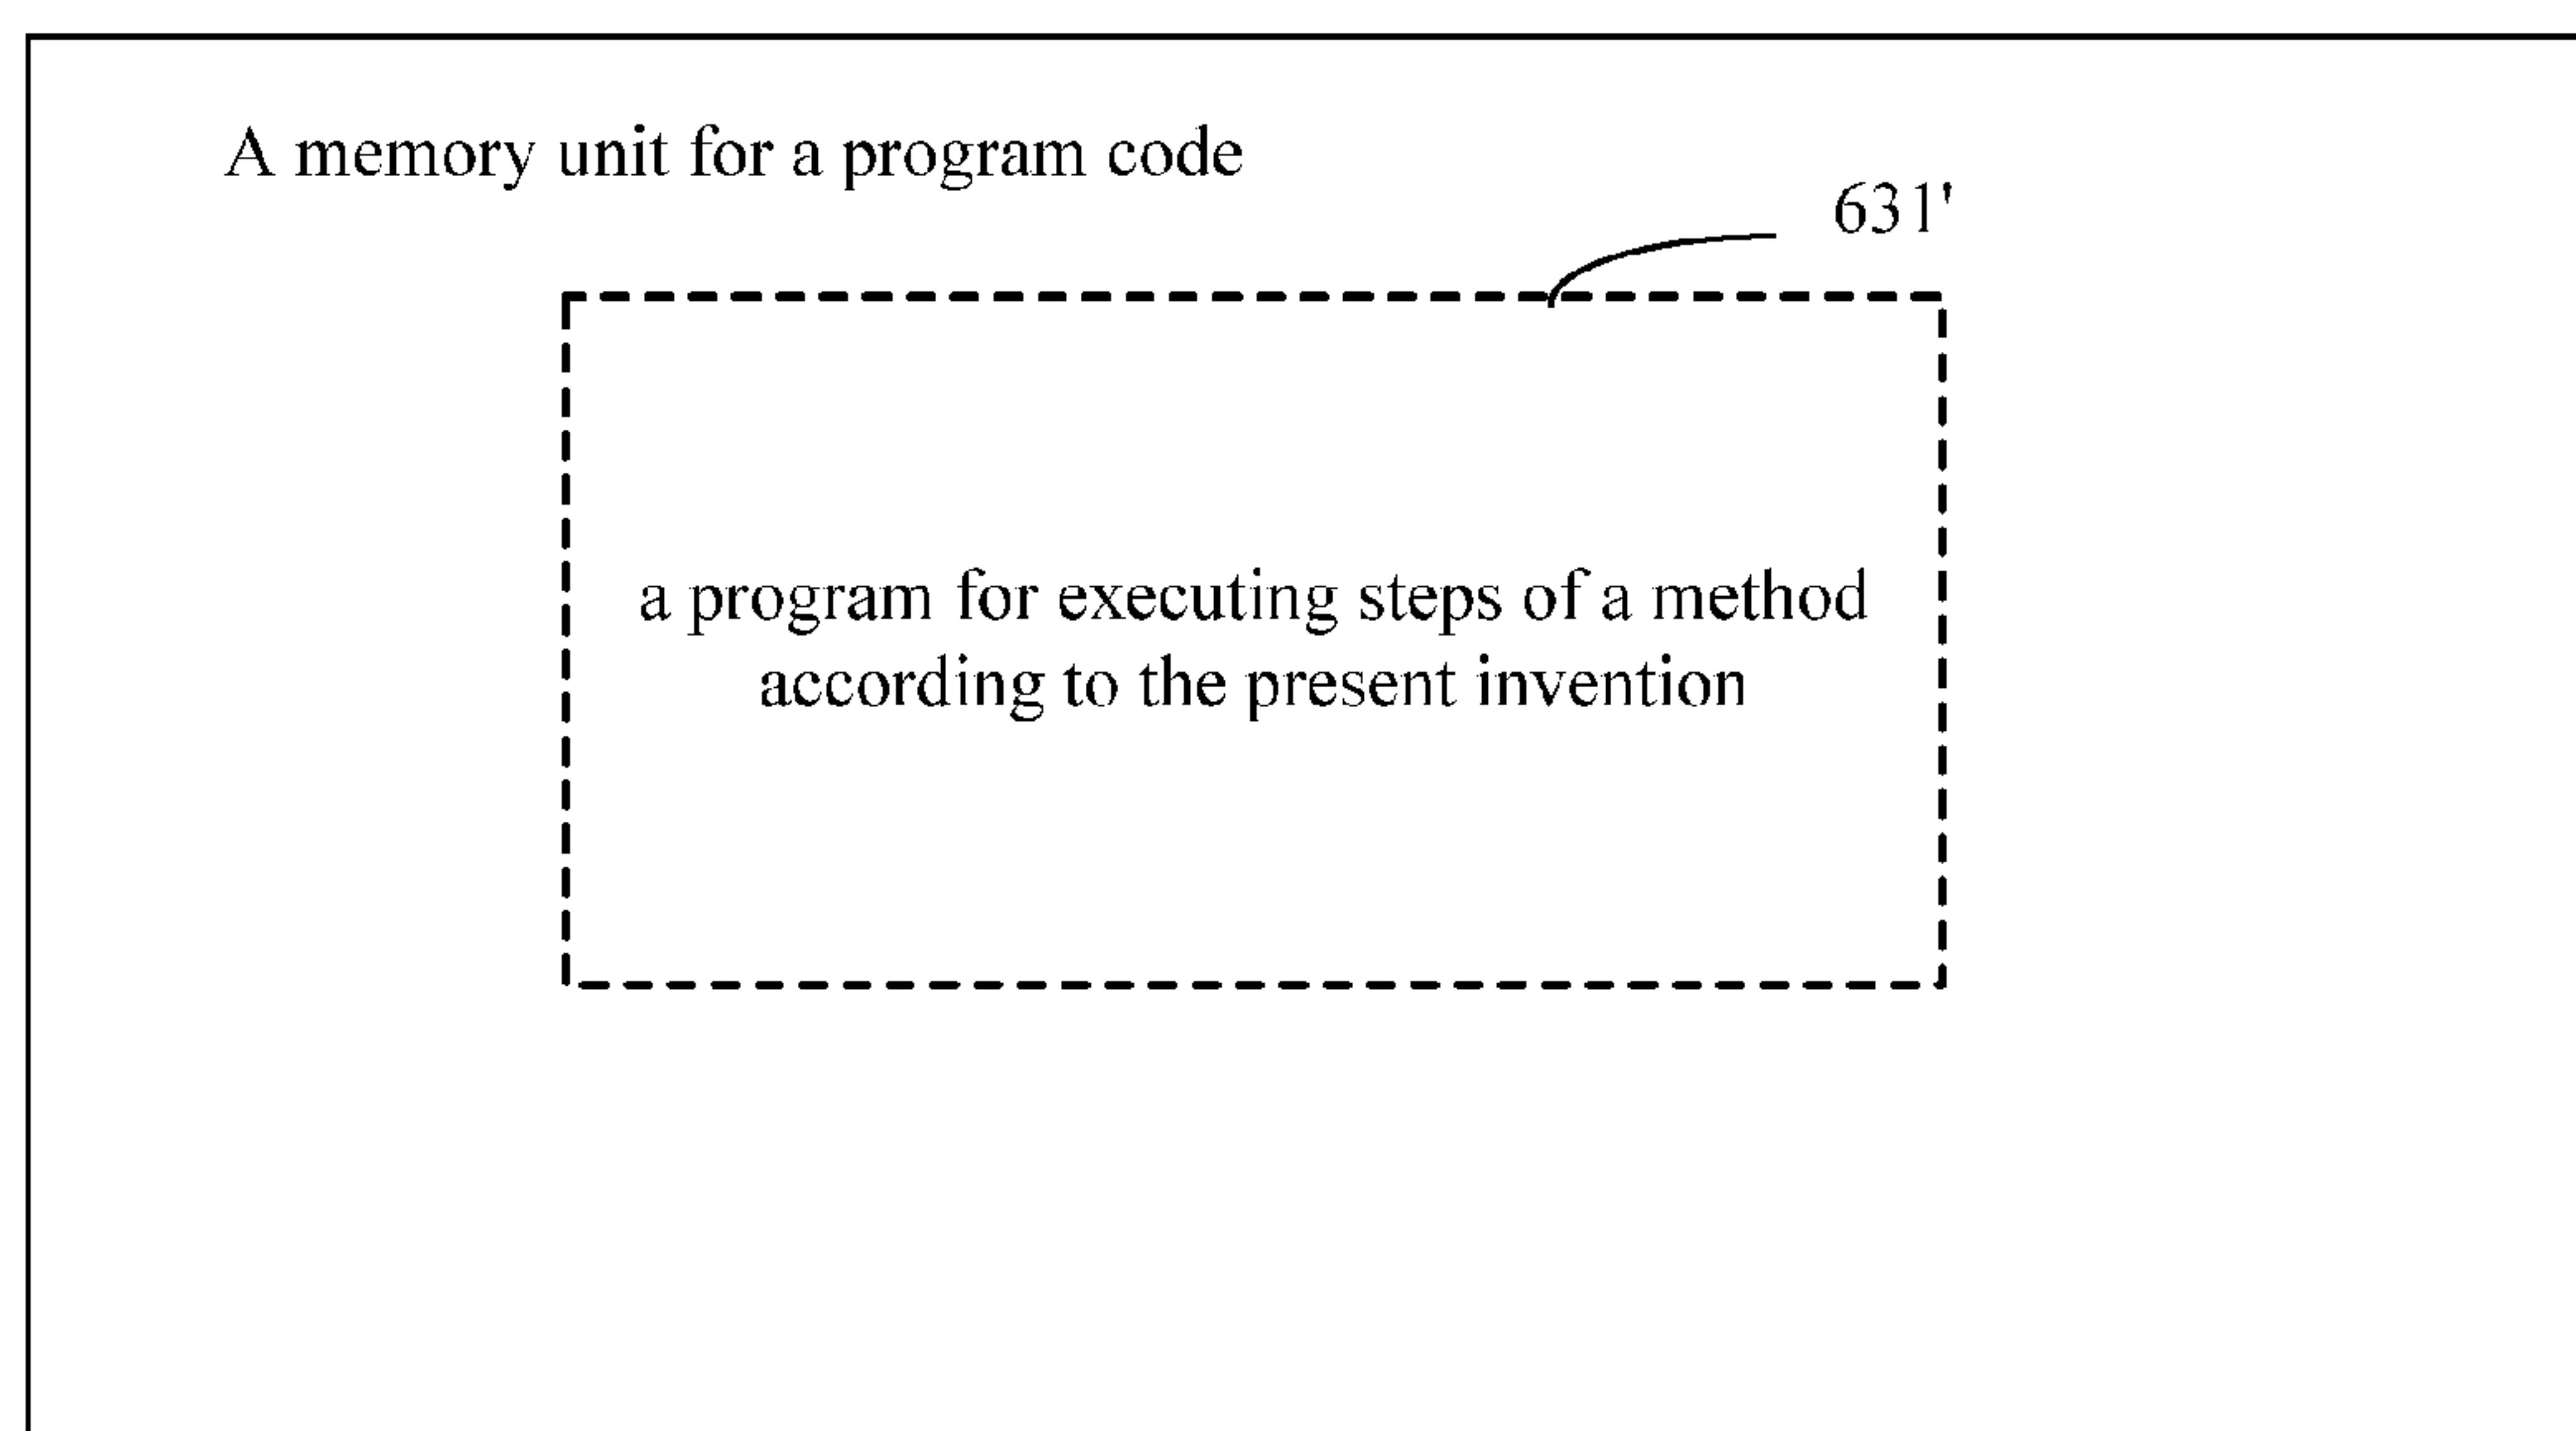 A memory unit for a program code
631'
a program for executing steps of a method
according to the present invention